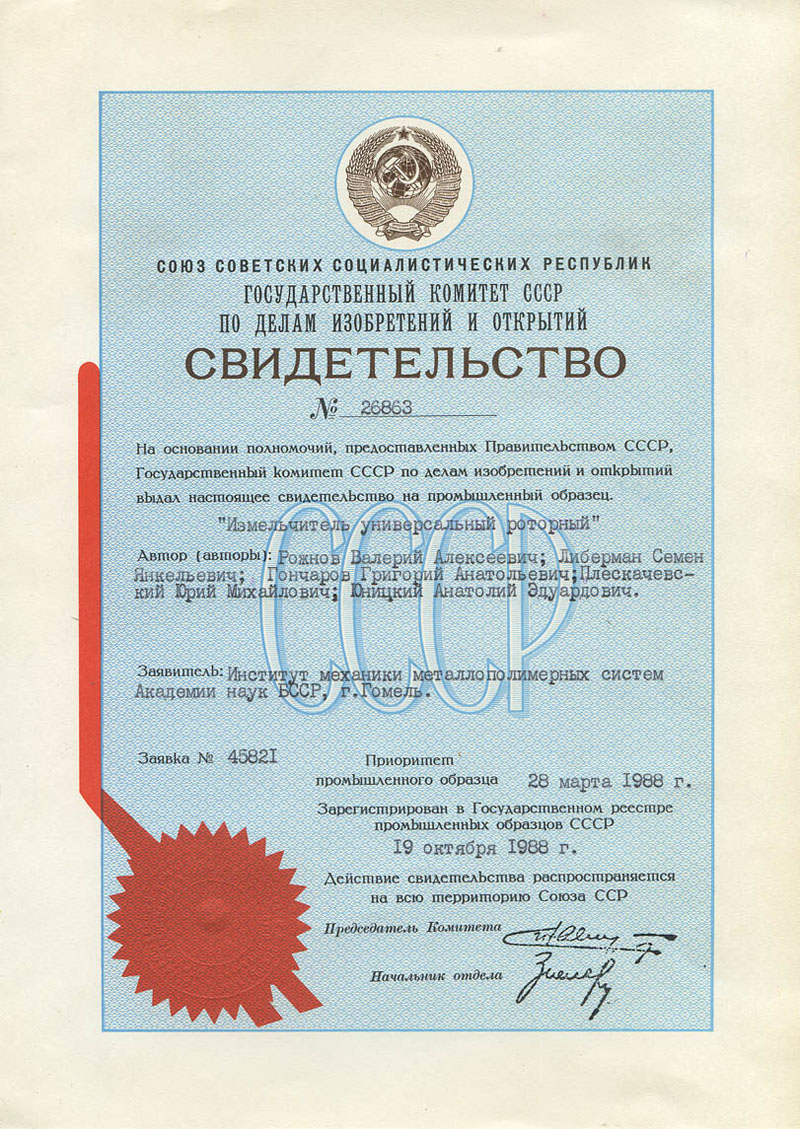 СОЮЗ СОВЕТСКИХ СОЦИАЛИСТИЧЕСКИХ РЕСПУБЛИК
ГОСУДАРСТВЕННЫЙ КОМИТЕТ СССР
ПО ДЕЛАМ ИЗОБРЕТЕНИЙ И ОТКРЫТИЙ
СВИДЕТЕЛЬСТВО
№ 26863
На основании полномочий, предоставленных Правительством СССР,
Государственный комитет СССР по делам изобретений и открытий
выдал настоящее свидетельство на промышленный образец.
"Измельчитель универсальный роторный"
Автор (авторы): Рожнов Валерий Алексеевич; Либерман Семен
Янкельевич; Гончаров Григорий Анатольевич; Плескачевс-
кий Юрий Михайлович; Юницкий Анатолий Эдуардович.
СССР
Заявитель: Институт механики металлополимерных систем
Академии наук БССР, г.Гомель.
Заявка № 45821
Приоритет
промышленного образца 28 марта 1988 г.
Зарегистрирован в Государственном реестре
промышленных образцов СССР
19 октября 1988 г.
Действие свидетельства распространяется
на всю территорию Союза ССР
Председатель Комитета
Начальник отдела